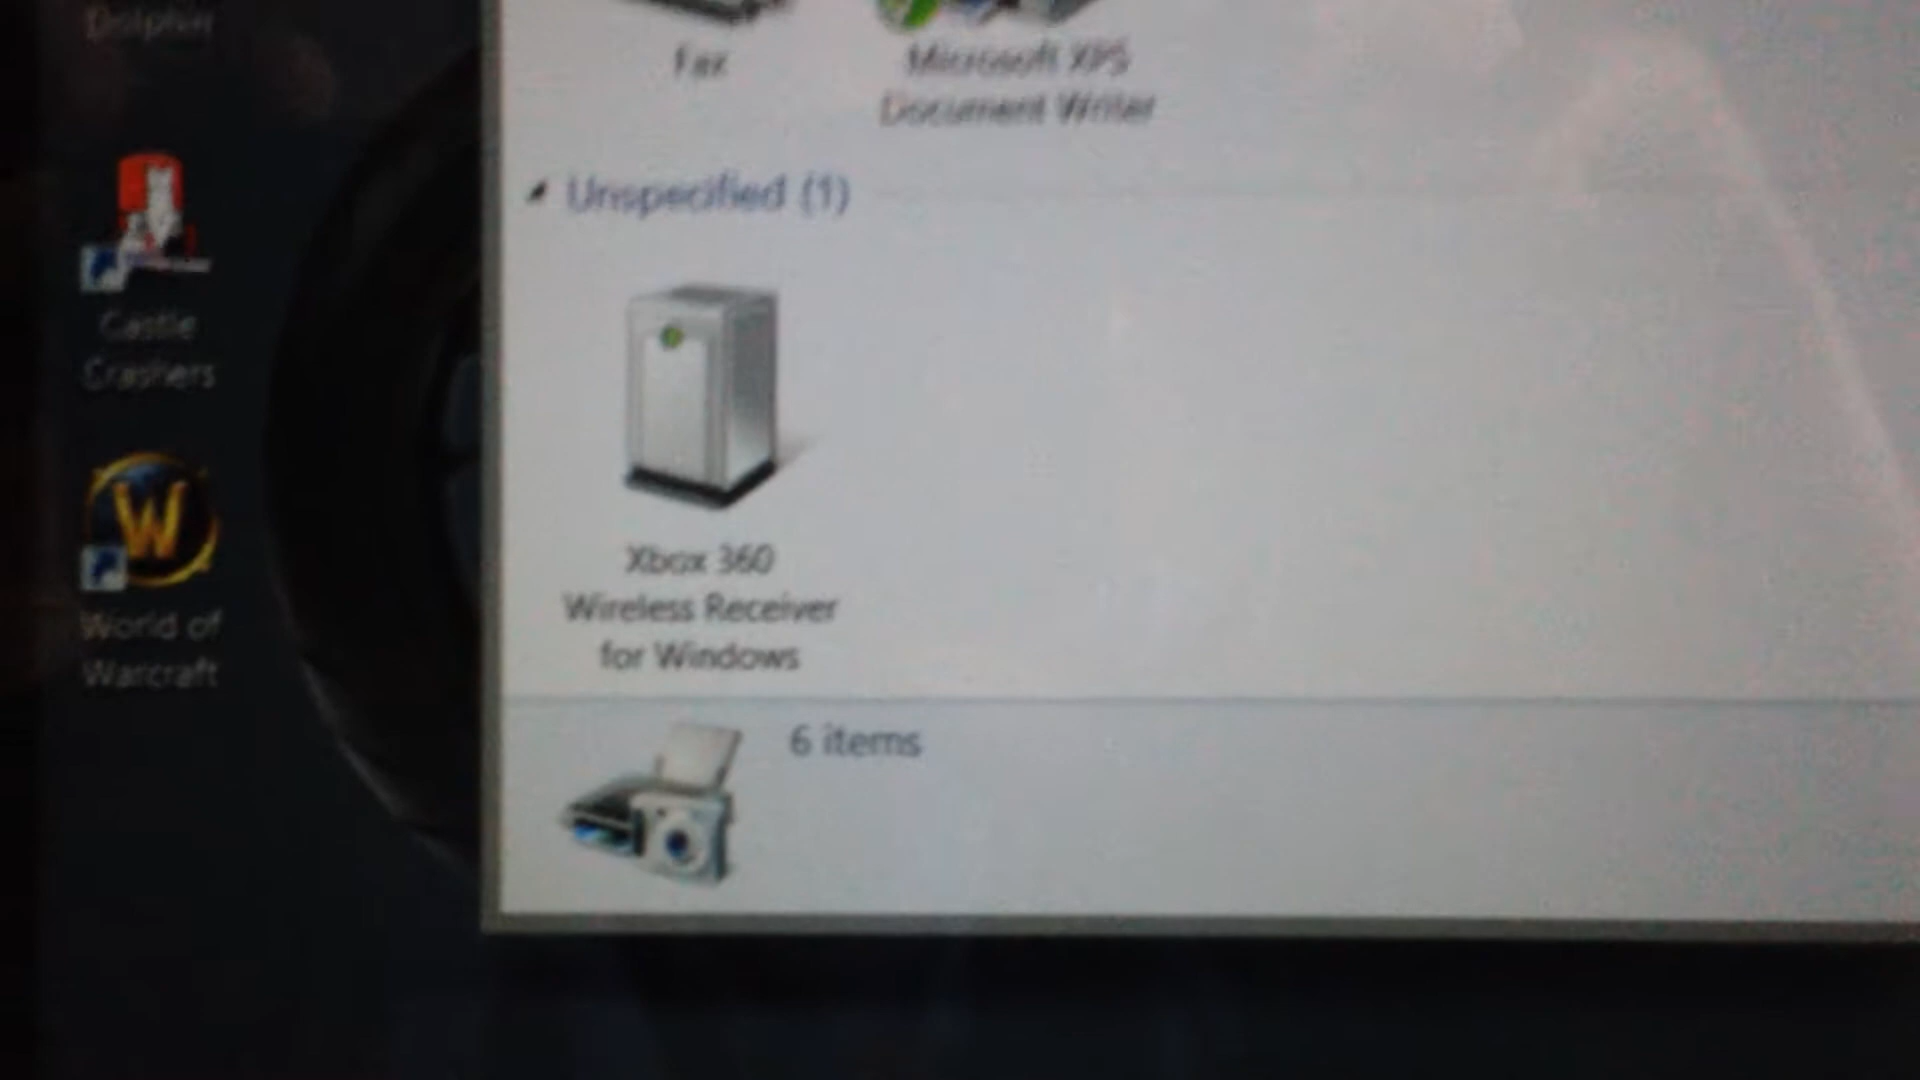 Dolphin
Castle
Crashers
World of
Warcraft
Fax
Microsoft XPS
Document Writer
Unspecified (1)
Xbox 360
Wireless Receiver
for Windows
6 items